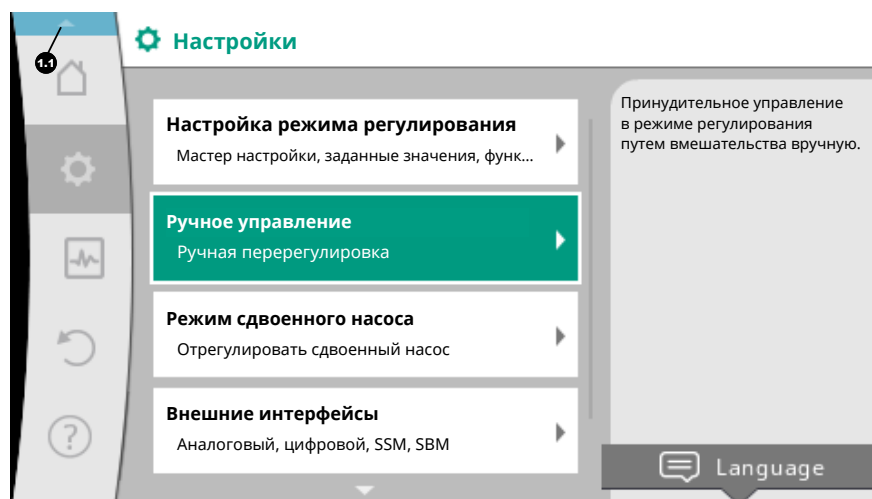 Настройки
1.1
Настройка режима регулирования
Мастер настройки, заданные значения, функ...
Ручное управление
Ручная перерегулировка
Режим сдвоенного насоса
Отрегулировать сдвоенный насос
Внешние интерфейсы
Аналоговый, цифровой, SSM, SBM
Принудительное управление
в режиме регулирования
путем вмешательства вручную.
?
Language